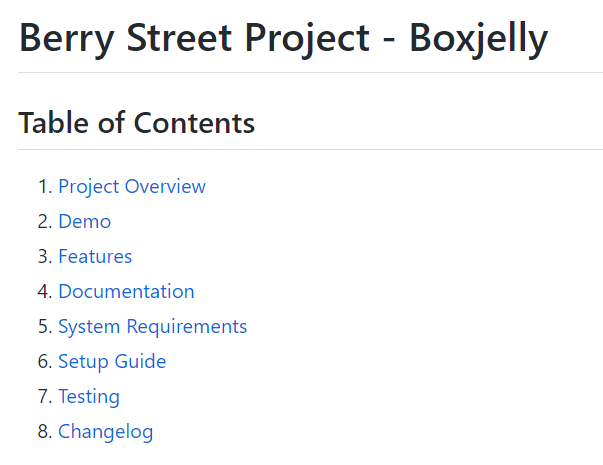 Berry Street Project - Boxjelly
Table of Contents
1. Project Overview
2. Demo
3. Features
4. Documentation
5. System Requirements
6. Setup Guide
7. Testing
8. Changelog